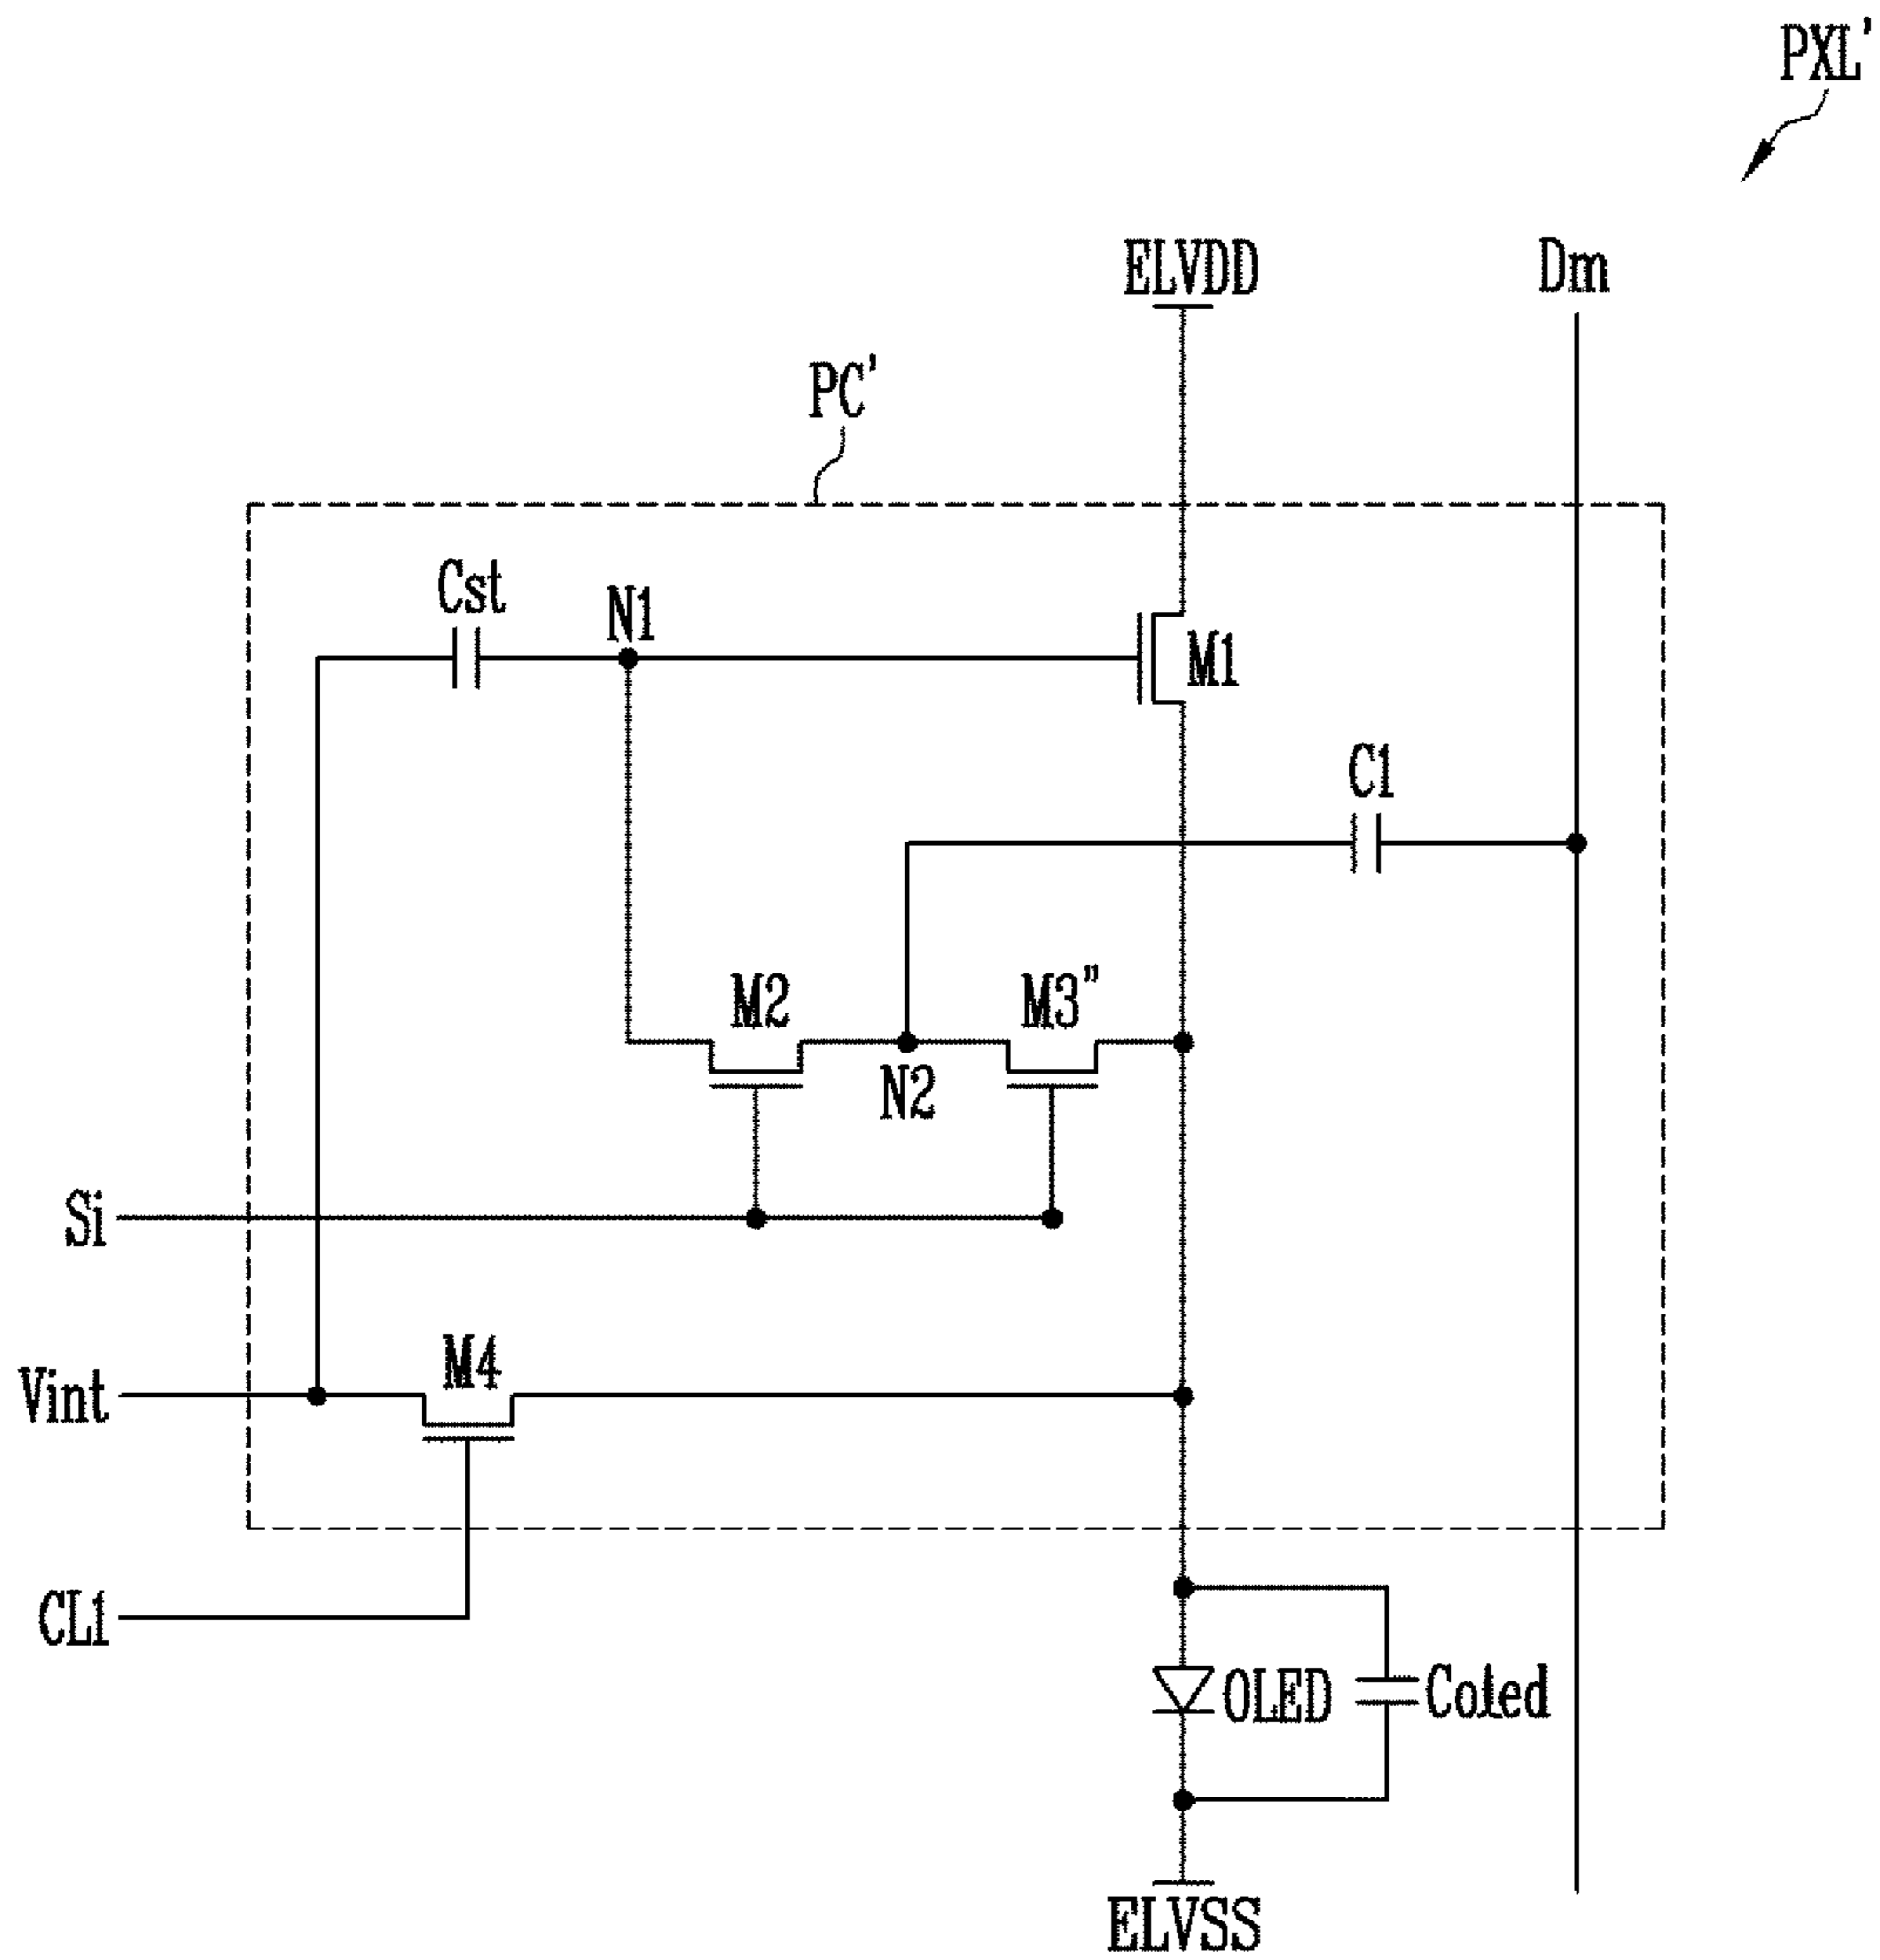 PXL'
ELVDD
Dm
PC'
Cst
N1
M1
C1
M2
M3"
N2
Si
M4
Vint
CL1
OLED
Coled
ELVSS